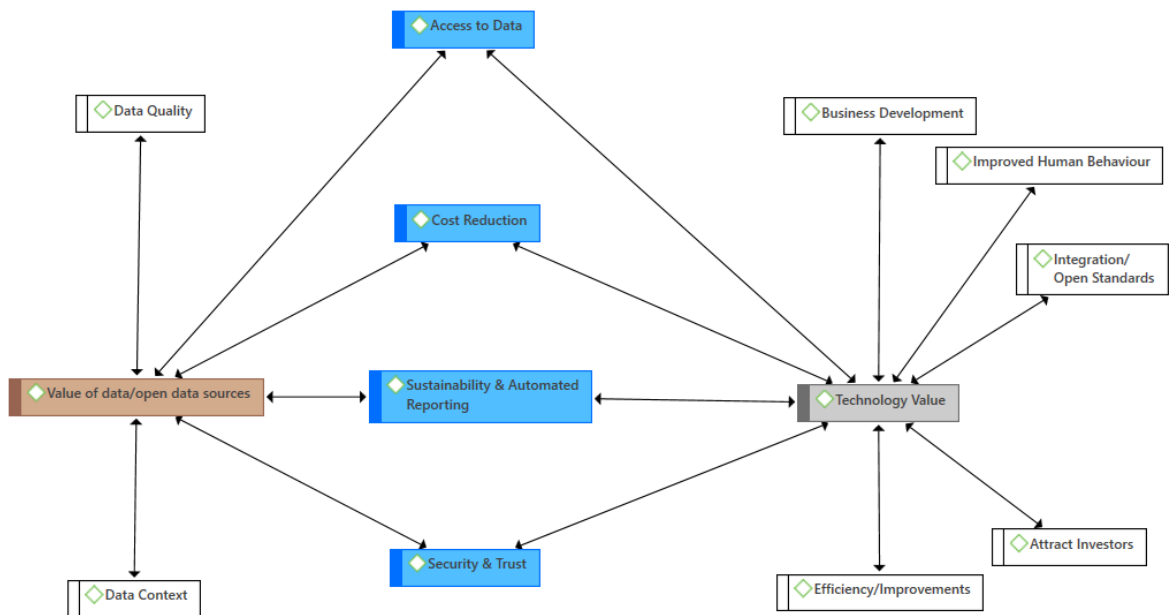 Access to Data
Data Quality
Business Development
Improved Human Behaviour
Cost Reduction
Integration/
Open Standards
Value of data/open data sources
Sustainability & Automated
Reporting
Technology Value
Security & Trust
Attract Investors
Data Context
Efficiency/Improvements